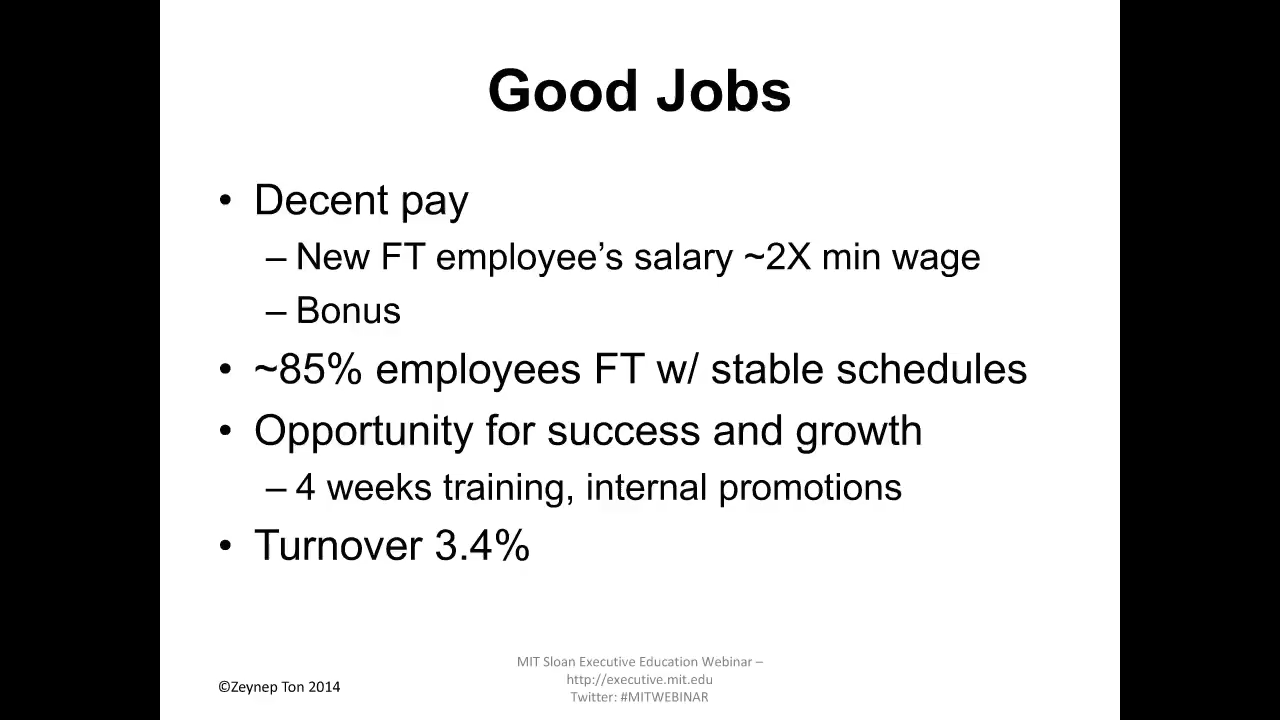 Good Jobs
• Decent pay
– New FT employee’s salary ~2X min wage
– Bonus
• ~85% employees FT w/ stable schedules
• Opportunity for success and growth
– 4 weeks training, internal promotions
• Turnover 3.4%
MIT Sloan Executive Education Webinar –
http://executive.mit.edu
Twitter: #MITWEBINAR
©Zeynep Ton 2014